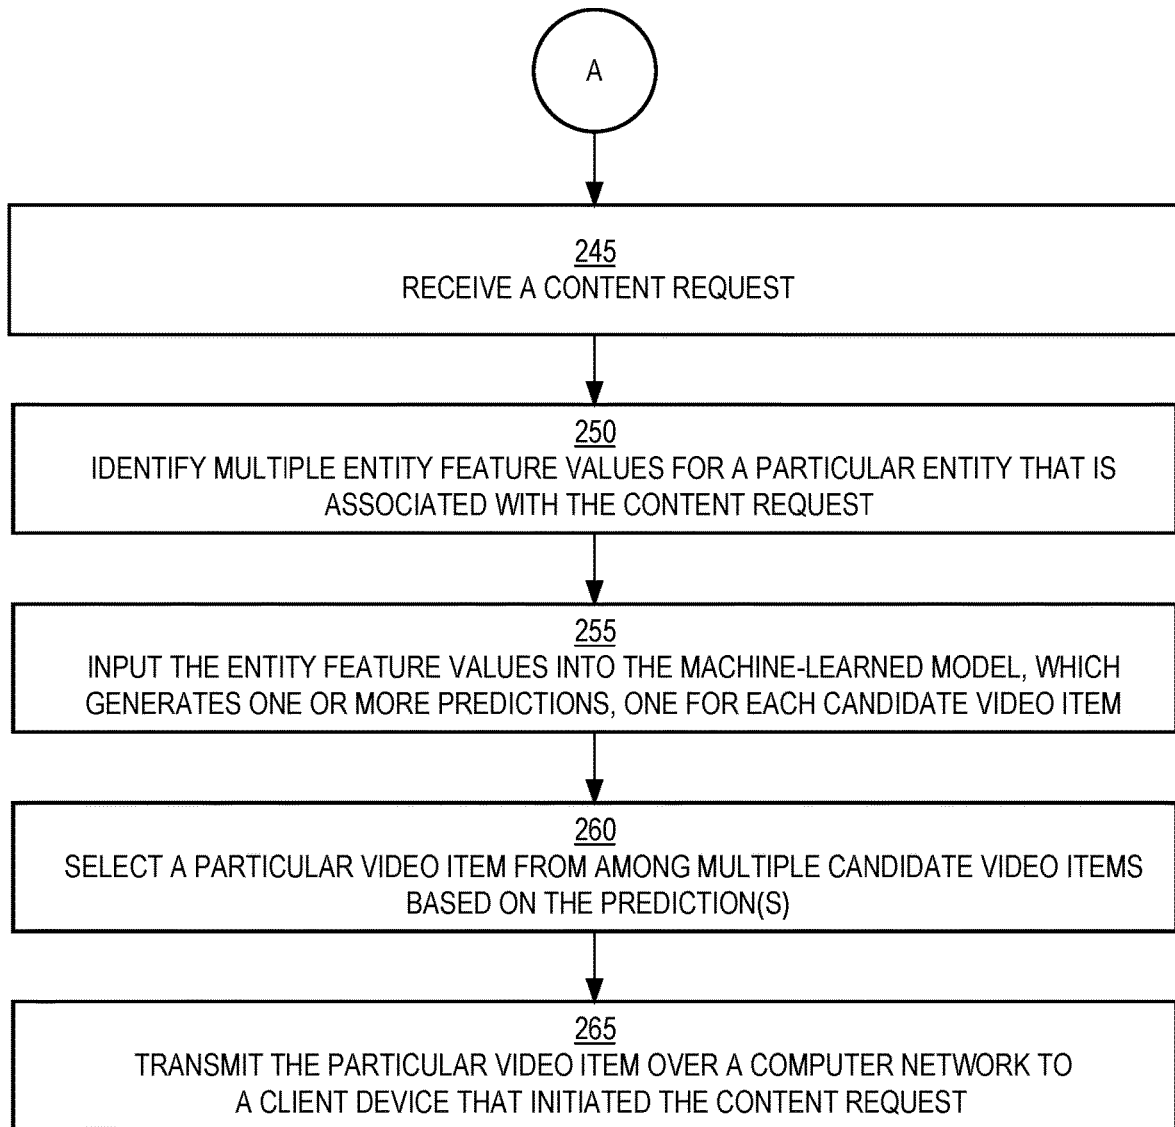 A
245
RECEIVE A CONTENT REQUEST
250
IDENTIFY MULTIPLE ENTITY FEATURE VALUES FOR A PARTICULAR ENTITY THAT IS
ASSOCIATED WITH THE CONTENT REQUEST
255
INPUT THE ENTITY FEATURE VALUES INTO THE MACHINE-LEARNED MODEL, WHICH
GENERATES ONE OR MORE PREDICTIONS, ONE FOR EACH CANDIDATE VIDEO ITEM
260
SELECT A PARTICULAR VIDEO ITEM FROM AMONG MULTIPLE CANDIDATE VIDEO ITEMS
BASED ON THE PREDICTION(S)
265
TRANSMIT THE PARTICULAR VIDEO ITEM OVER A COMPUTER NETWORK TO
A CLIENT DEVICE THAT INITIATED THE CONTENT REQUEST